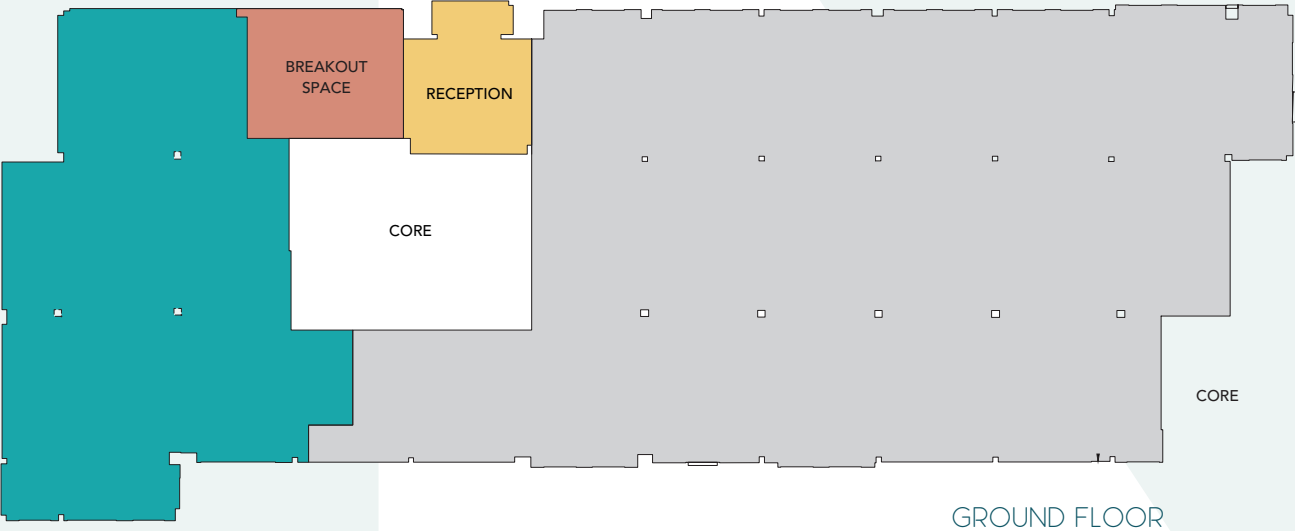 BREAKOUT
SPACE
RECEPTION
CORE
CORE
GROUND FLOOR